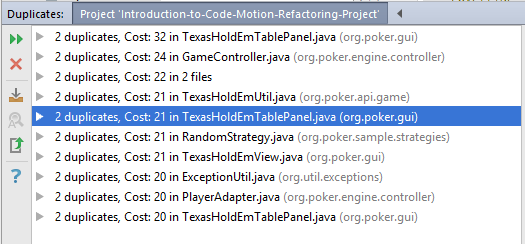 Duplicates: Project 'Introduction-to-Code-Motion-Refactoring-Project'
2 duplicates, Cost: 32 in TexasHoldEmTablePanel.java (org.poker.gui)
2 duplicates, Cost: 24 in GameController.java (org.poker.engine.controller)
2 duplicates, Cost: 22 in 2 files
2 duplicates, Cost: 21 in TexasHoldEmUtil.java (org.poker.api.game)
2 duplicates, Cost: 21 in TexasHoldEmTablePanel.java (org.poker.gui)
2 duplicates, Cost: 21 in RandomStrategy.java (org.poker.sample.strategies)
2 duplicates, Cost: 21 in TexasHoldEmView.java (org.poker.gui)
2 duplicates, Cost: 20 in ExceptionUtil.java (org.util.exceptions)
2 duplicates, Cost: 20 in PlayerAdapter.java (org.poker.engine.controller)
2 duplicates, Cost: 20 in TexasHoldEmTablePanel.java (org.poker.gui)